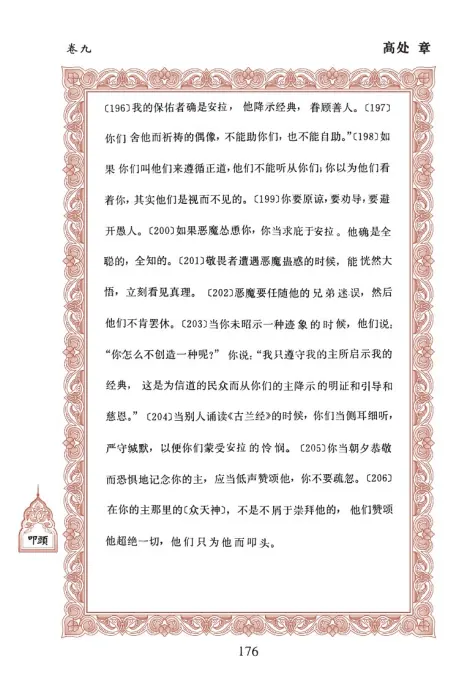 卷九
高处 章
〔196〕我的保佑者确是安拉，他降示经典，眷顾善人。〔197〕
你们舍他而祈祷的偶像，不能助你们，也不能自助。”〔198〕如
果你们叫他们来遵循正道，他们不能听从你们；你以为他们看
着你，其实他们是视而不见的。〔199〕你要原谅，要劝导，要避
开愚人。〔200〕如果恶魔怂恿你，你当求庇于安拉。他确是全
聪的，全知的。〔201〕敬畏者遭遇恶魔蛊惑的时候，能恍然大
悟，立刻看见真理。〔202〕恶魔要任随他的兄弟迷误，然后
他们不肯罢休。〔203〕当你未昭示一种迹象的时候，他们说：
“你怎么不创造一种呢？”你说：“我只遵守我的主所启示我的
经典，这是为信道的民众而从你们的主降示的明证和引导和
慈恩。”〔204〕当别人诵读《古兰经》的时候，你们当侧耳细听，
严守缄默，以便你们蒙受安拉的怜悯。〔205〕你当朝夕恭敬
而恐惧地记念你的主，应当低声赞颂他，你不要疏忽。〔206〕
在你的主那里的〔众天神〕，不是不屑于崇拜他的，他们赞颂
他超绝一切，他们只为他而叩头。
叩頭
176